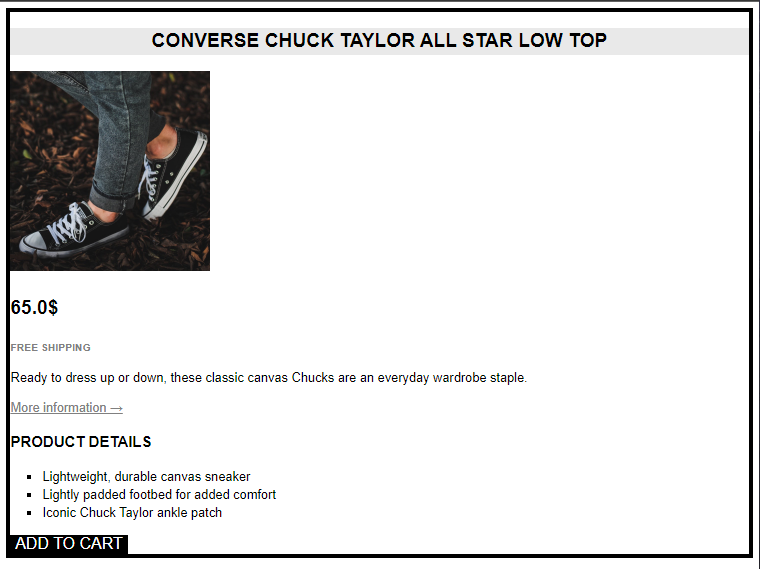 CONVERSE CHUCK TAYLOR ALL STAR LOW TOP
65.0$
FREE SHIPPING
Ready to dress up or down, these classic canvas Chucks are an everyday wardrobe staple.
More information →
PRODUCT DETAILS
Lightweight, durable canvas sneaker
Lightly padded footbed for added comfort
Iconic Chuck Taylor ankle patch
ADD TO CART